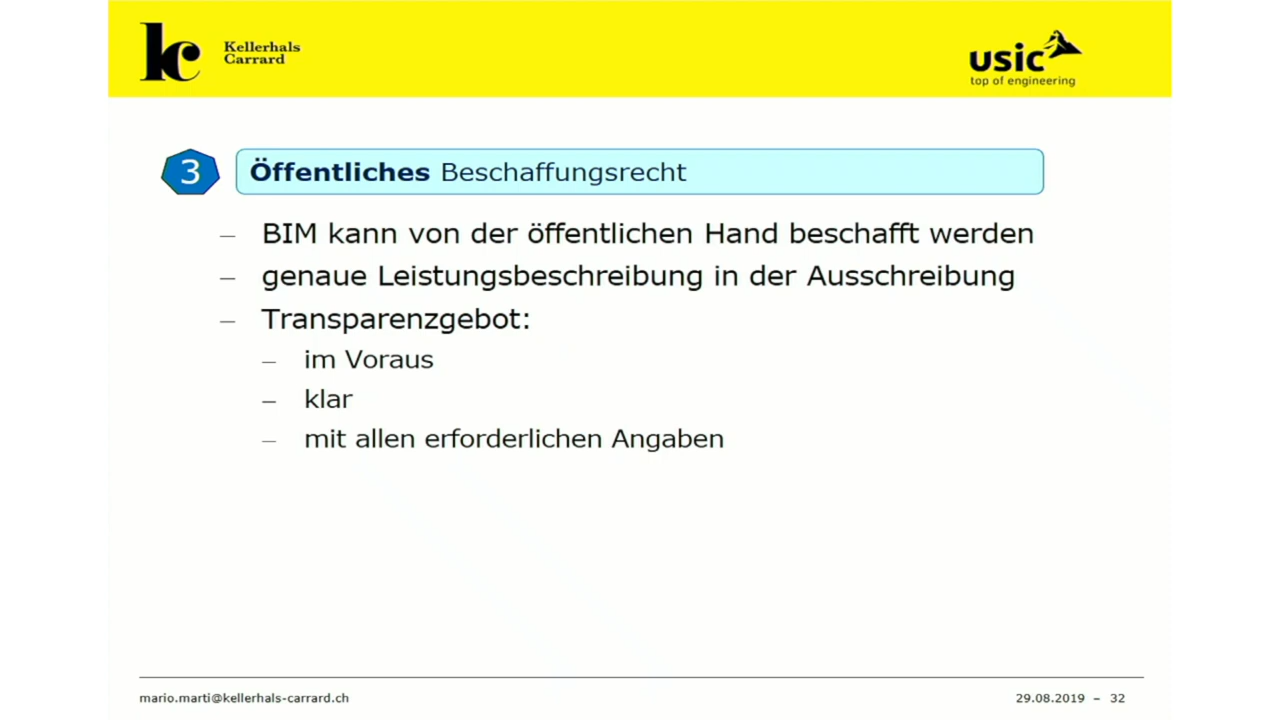 kc Kellerhals
Carrard
usic
top of engineering
3 Öffentliches Beschaffungsrecht
– BIM kann von der öffentlichen Hand beschafft werden
– genaue Leistungsbeschreibung in der Ausschreibung
– Transparenzgebot:
– im Voraus
– klar
– mit allen erforderlichen Angaben
mario.marti@kellerhals-carrard.ch 29.08.2019 – 32